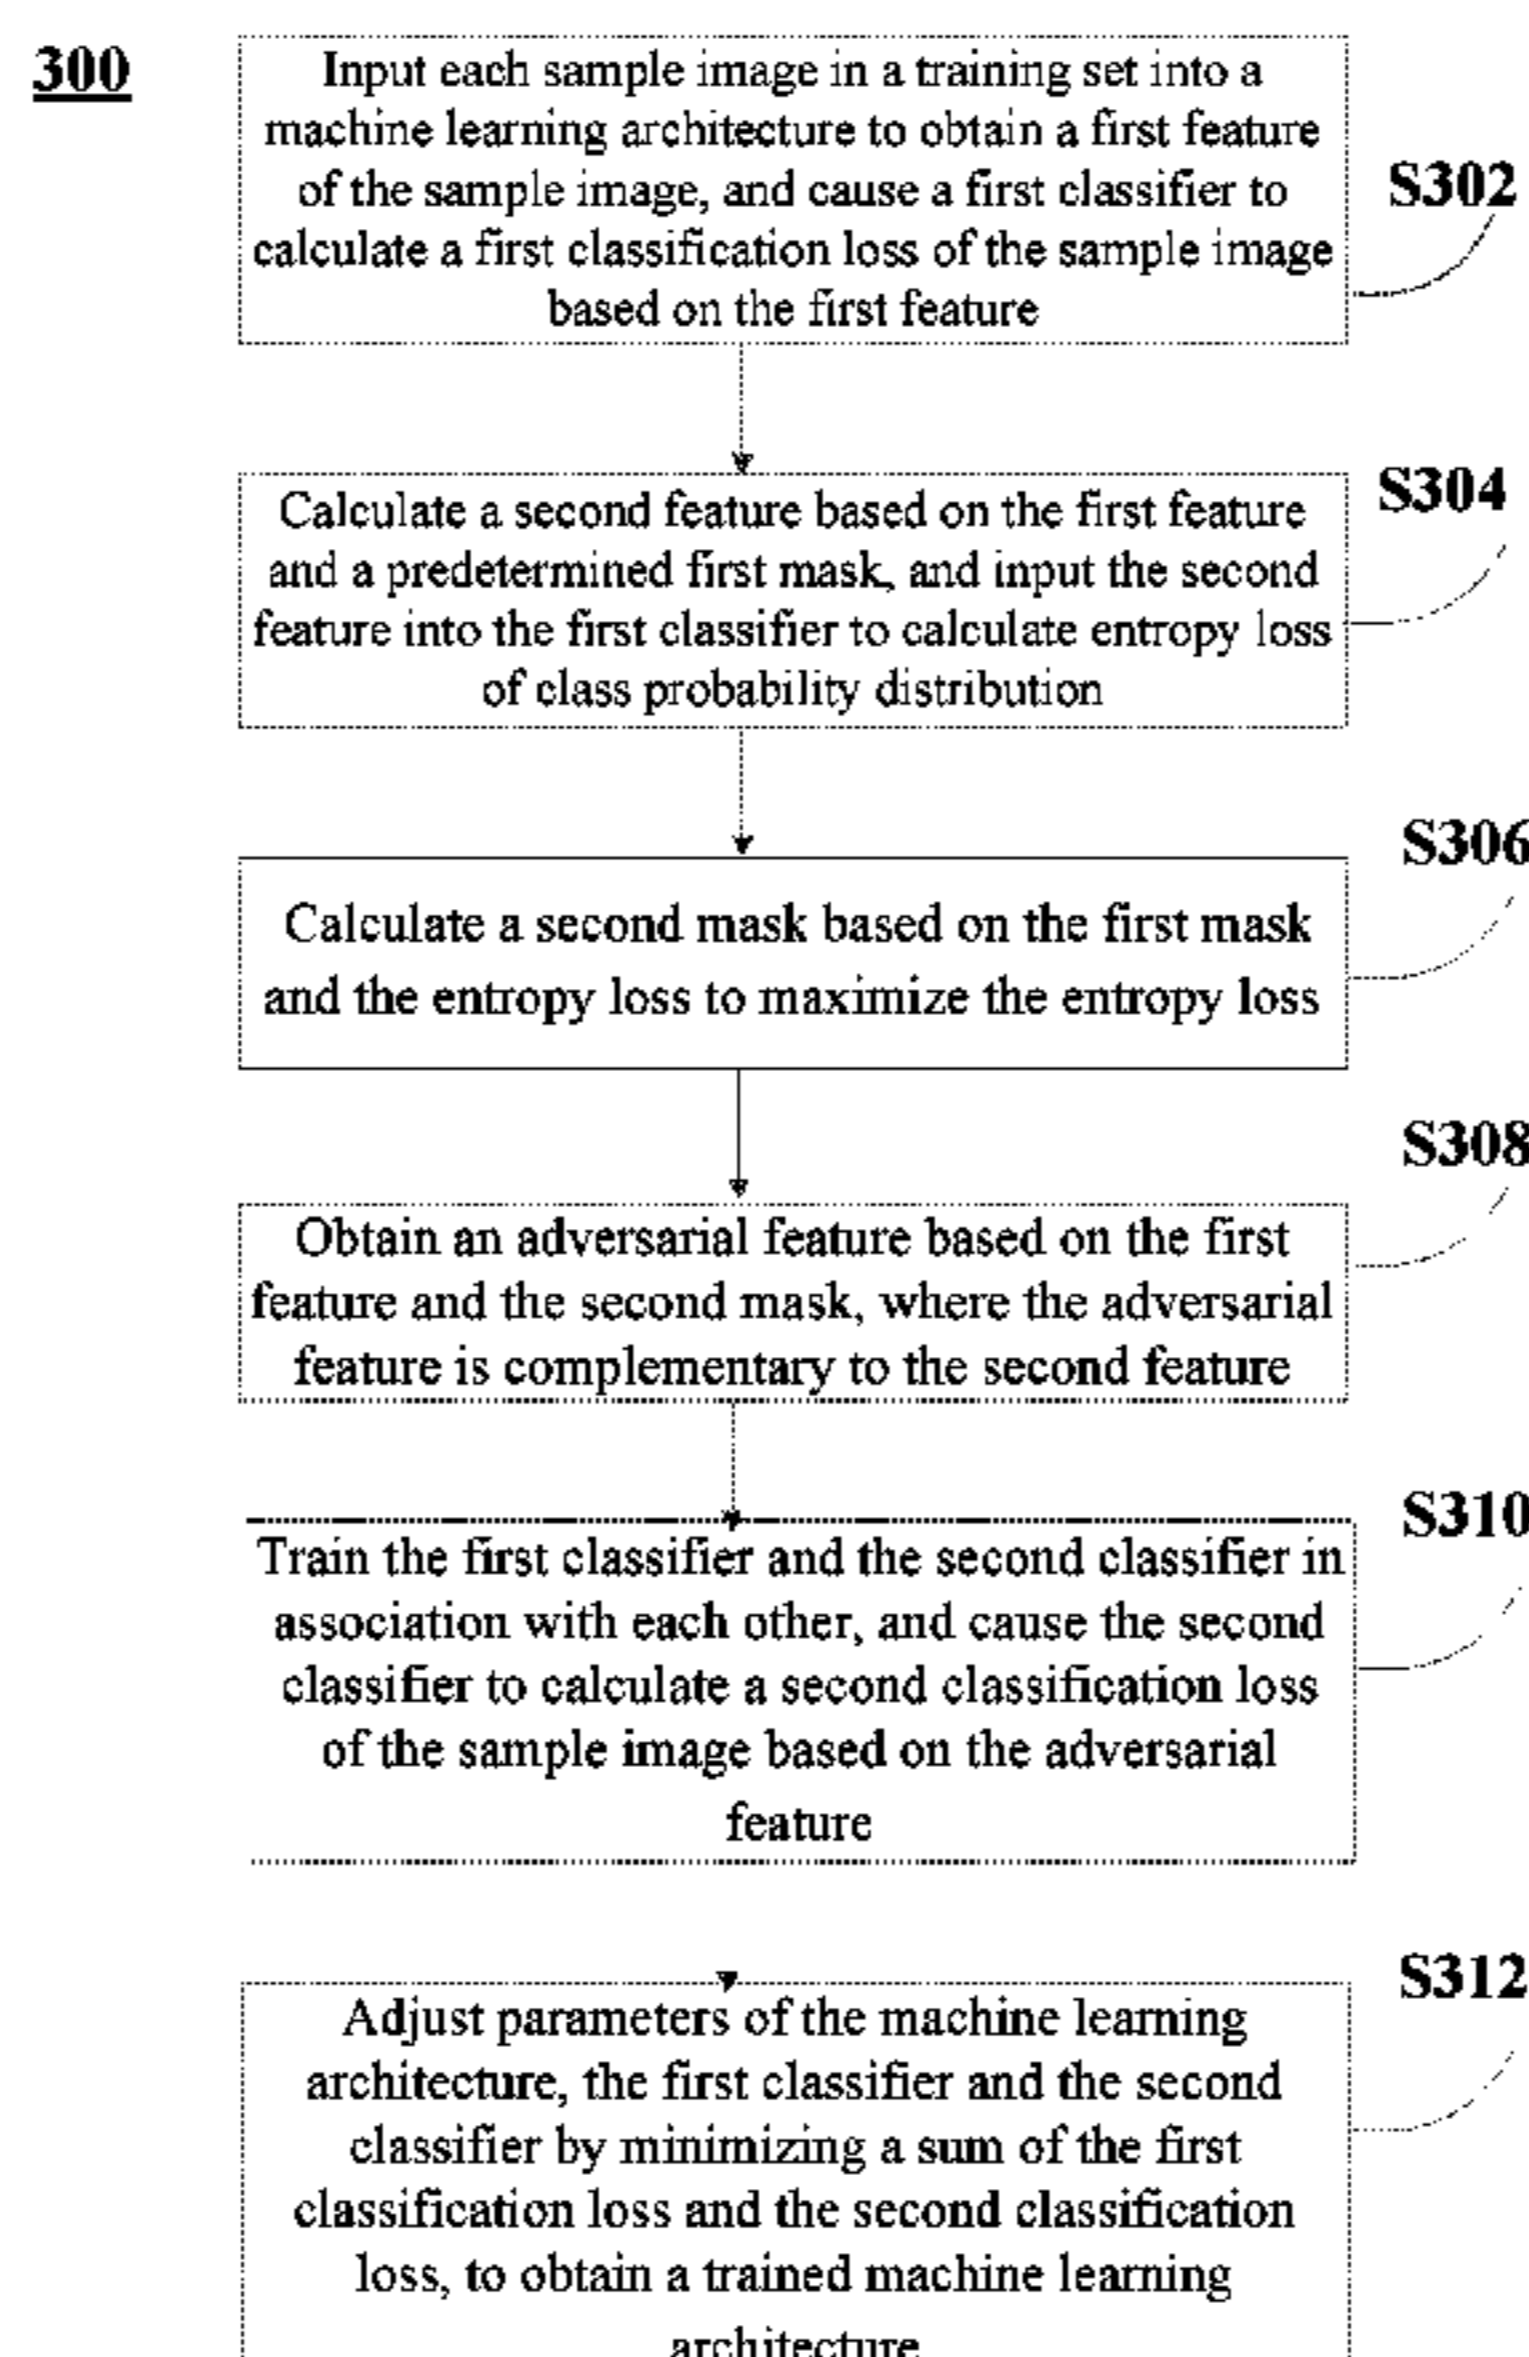 300
Input each sample image in a training set into a
machine learning architecture to obtain a first feature
of the sample image, and cause a first classifier to
calculate a first classification loss of the sample image
based on the first feature
S302
Calculate a second feature based on the first feature
and a predetermined first mask, and input the second
feature into the first classifier to calculate entropy loss
of class probability distribution
S304
Calculate a second mask based on the first mask
and the entropy loss to maximize the entropy loss
S306
Obtain an adversarial feature based on the first
feature and the second mask, where the adversarial
feature is complementary to the second feature
S308
Train the first classifier and the second classifier in
association with each other, and cause the second
classifier to calculate a second classification loss
of the sample image based on the adversarial
feature
S310
Adjust parameters of the machine learning
architecture, the first classifier and the second
classifier by minimizing a sum of the first
classification loss and the second classification
loss, to obtain a trained machine learning
architecture
S312